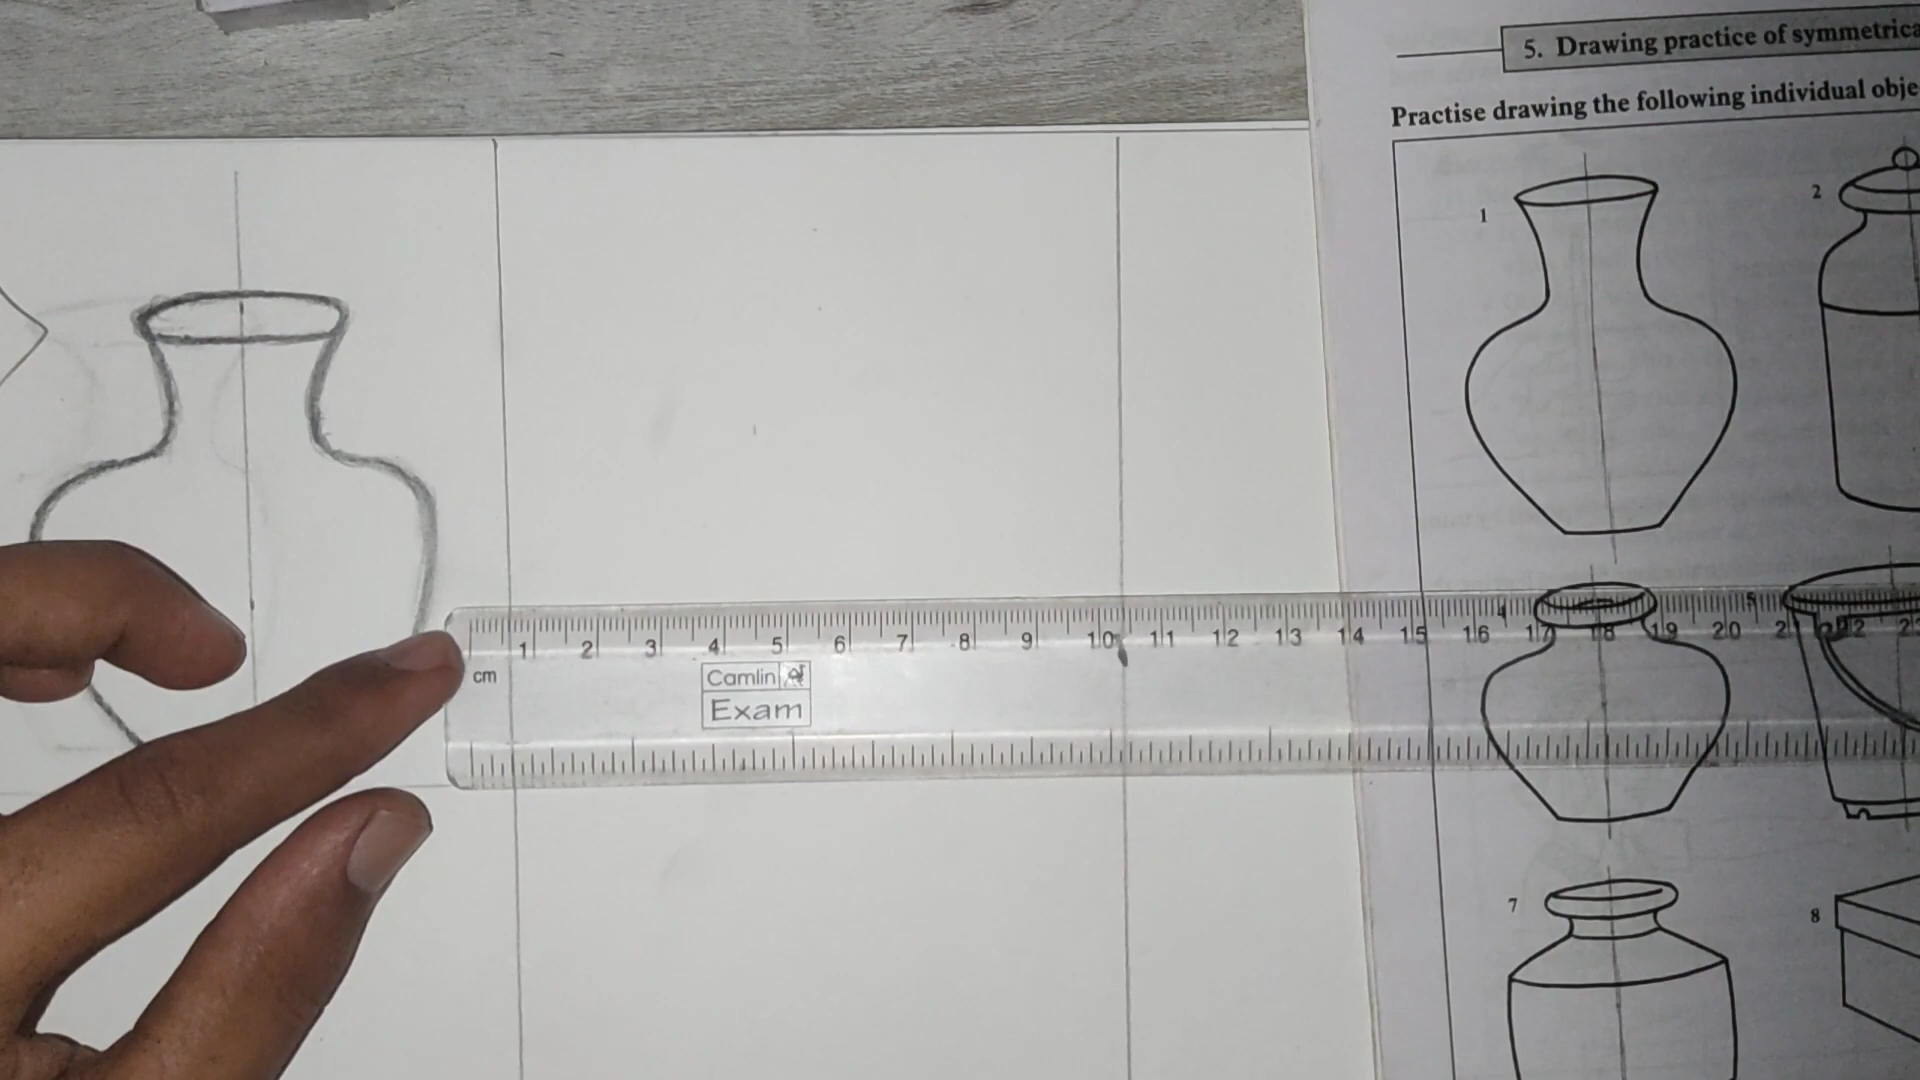 5. Drawing practice of symmetrica
Practise drawing the following individual obje
1
2
4
5
1 2 3 4 5 6 7 8 9 10 11 12 13 14 15 16 17 18 19 20
cm
Camlin
Exam
7
8